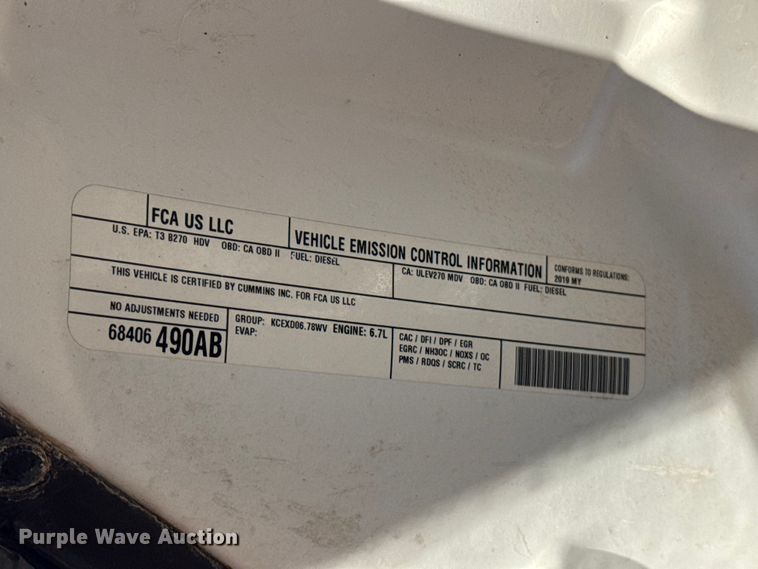 FCA US LLC
VEHICLE EMISSION CONTROL INFORMATION
CONFORMS TO REGULATIONS:
2019 MY
U.S. EPA: T3 B270 HDV OBD: CA OBD II FUEL: DIESEL
CA: ULEV270 MDV OBD: CA OBD II FUEL: DIESEL
THIS VEHICLE IS CERTIFIED BY CUMMINS INC. FOR FCA US LLC
NO ADJUSTMENTS NEEDED
68406 490AB
GROUP: KCEXD06.78WV ENGINE: 6.7L
EVAP:
CAC / DFI / DPF / EGR
EGRC / NH3OC / NOXS / OC
PMS / RDQS / SCRC / TC
Purple Wave Auction